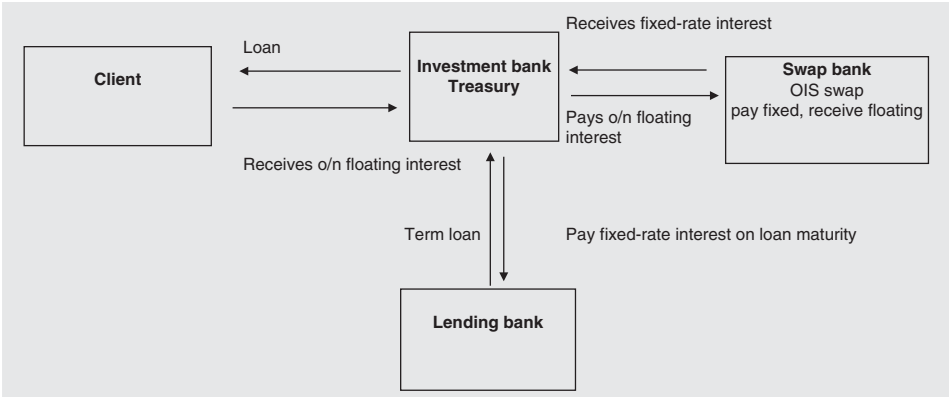 Receives fixed-rate interest
Loan
Client
Investment bank
Treasury
Swap bank
OIS swap
pay fixed, receive floating
Pays o/n floating
interest
Receives o/n floating interest
Term loan
Pay fixed-rate interest on loan maturity
Lending bank